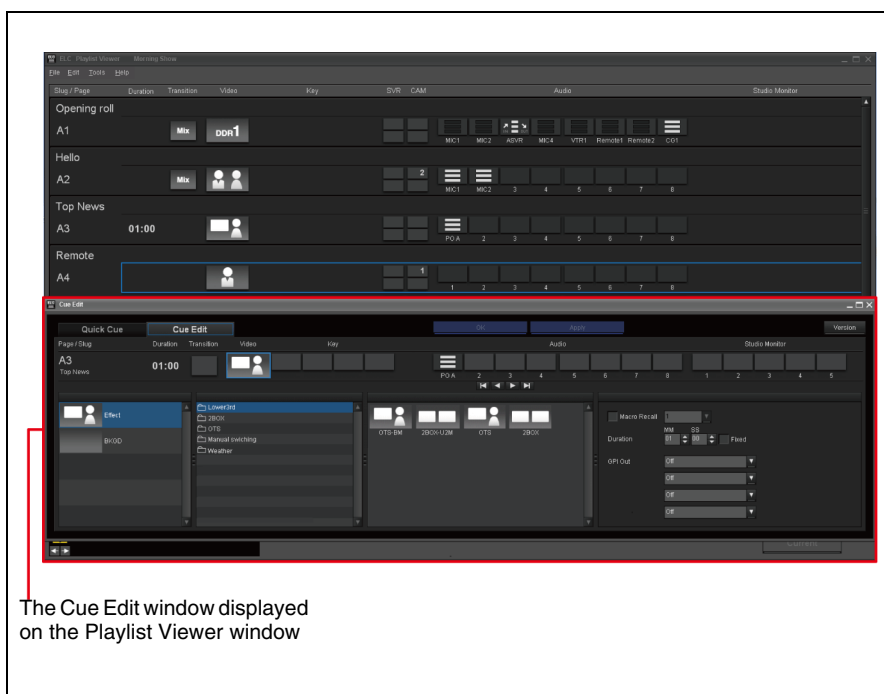 ELC Playlist Viewer Morning Show
File Edit Tools Help
Slug / Page Duration Transition Video Key SVR CAM Audio Studio Monitor
Opening roll
A1 Mix DDR1
MIC1 MIC2 ASVR MIC4 VTR1 Remote1 Remote2 CG1
Hello
A2 Mix 2
MIC1 MIC2 3 4 5 6 7 8
Top News
A3 01:00
PO A 2 3 4 5 6 7 8
Remote
A4 1
1 2 3 4 5 6 7 8
Cue Edit
Quick Cue Cue Edit Ok Apply Version
Page / Slug Duration Transition Video Key Audio Studio Monitor
A3
Top News
01:00
PO A 2 3 4 5 6 7 8 1 2 3 4 5
Effect
BKGD
Lower3rd
2BOX
OTS
Manual swiching
Weather
OTS-BM 2BOX-U2M OTS 2BOX
Macro Recall 1
MM SS
Duration 01 00 Fixed
GPI Out Off
Off
Off
Off
The Cue Edit window displayed
on the Playlist Viewer window